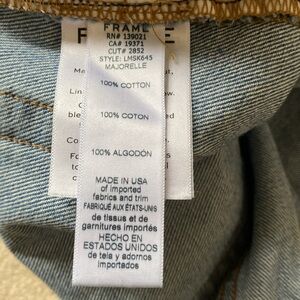 FRAME
RN# 139021
CA# 19371
CUT# 2852
STYLE: LMSK645
MAJORELLE
100% COTTON
100% COTON
100% ALGODÓN
MADE IN USA
of imported
fabrics and trim
FABRIQUÉ AUX ÉTATS-UNIS
de tissus et de
garnitures importés
HECHO EN
ESTADOS UNIDOS
de tela y adornos
importados